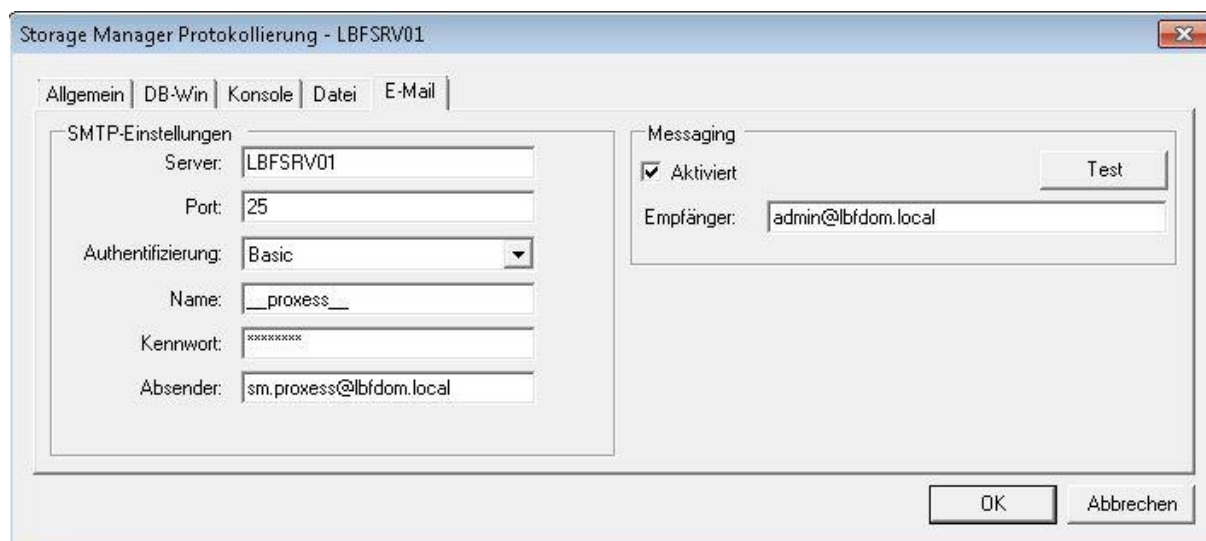 Storage Manager Protokollierung - LBFSRV01
Allgemein DB-Win Konsole Datei E-Mail
SMTP-Einstellungen
Server: LBFSRV01
Port: 25
Authentifizierung: Basic
Name: __proxess__
Kennwort: ********
Absender: sm.proxess@lbfdom.local
Messaging
Aktiviert
Test
Empfänger: admin@lbfdom.local
OK Abbrechen